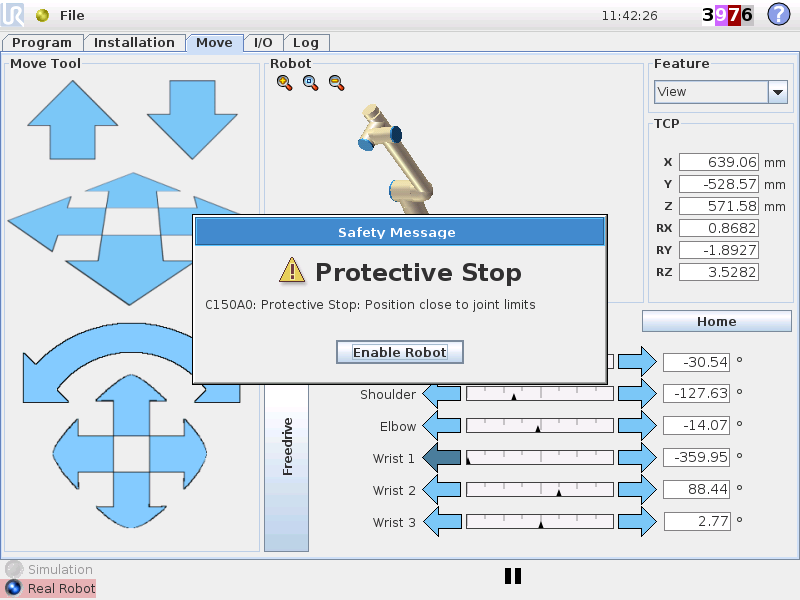 UR
File
11:42:26
3976
?
Program
Installation
Move
I/O
Log
Move Tool
Robot
Feature
View
TCP
X 639.06 mm
Y -528.57 mm
Z 571.58 mm
RX 0.8682
RY -1.8927
RZ 3.5282
Safety Message
Protective Stop
C150A0: Protective Stop: Position close to joint limits
Enable Robot
Home
-30.54 °
Shoulder -127.63 °
Elbow -14.07 °
Wrist 1 -359.95 °
Wrist 2 88.44 °
Wrist 3 2.77 °
Freedrive
Simulation
Real Robot